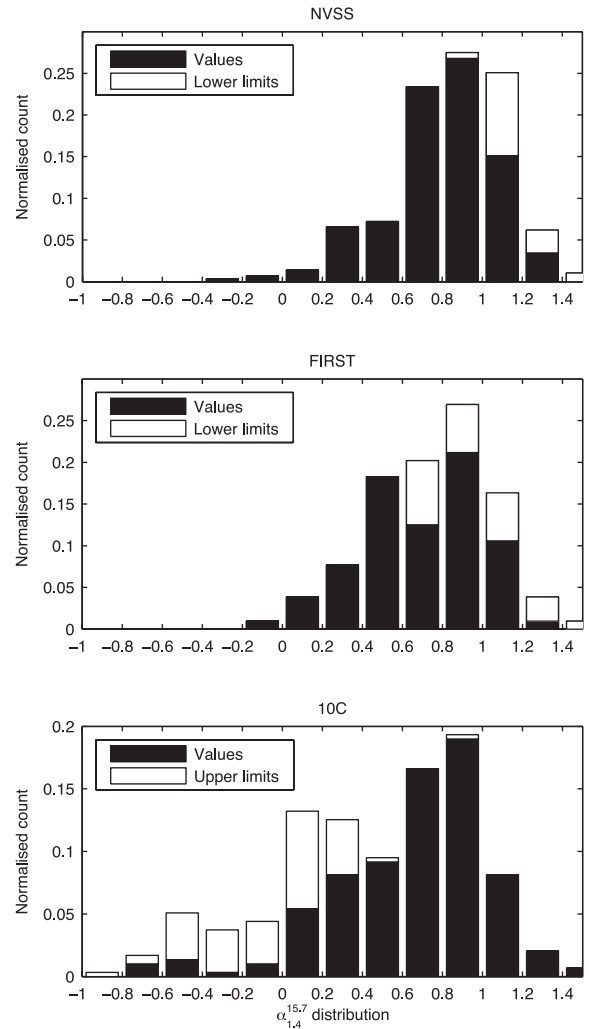 NVSS
Values
Lower limits
Normalised count
0.25
0.2
0.15
0.1
0.05
0
−1 −0.8 −0.6 −0.4 −0.2 0 0.2 0.4 0.6 0.8 1 1.2 1.4
FIRST
Values
Lower limits
Normalised count
0.25
0.2
0.15
0.1
0.05
0
−1 −0.8 −0.6 −0.4 −0.2 0 0.2 0.4 0.6 0.8 1 1.2 1.4
10C
Values
Upper limits
Normalised count
0.2
0.15
0.1
0.05
0
−1 −0.8 −0.6 −0.4 −0.2 0 0.2 0.4 0.6 0.8 1 1.2 1.4
α^{15.7}_{1.4} distribution